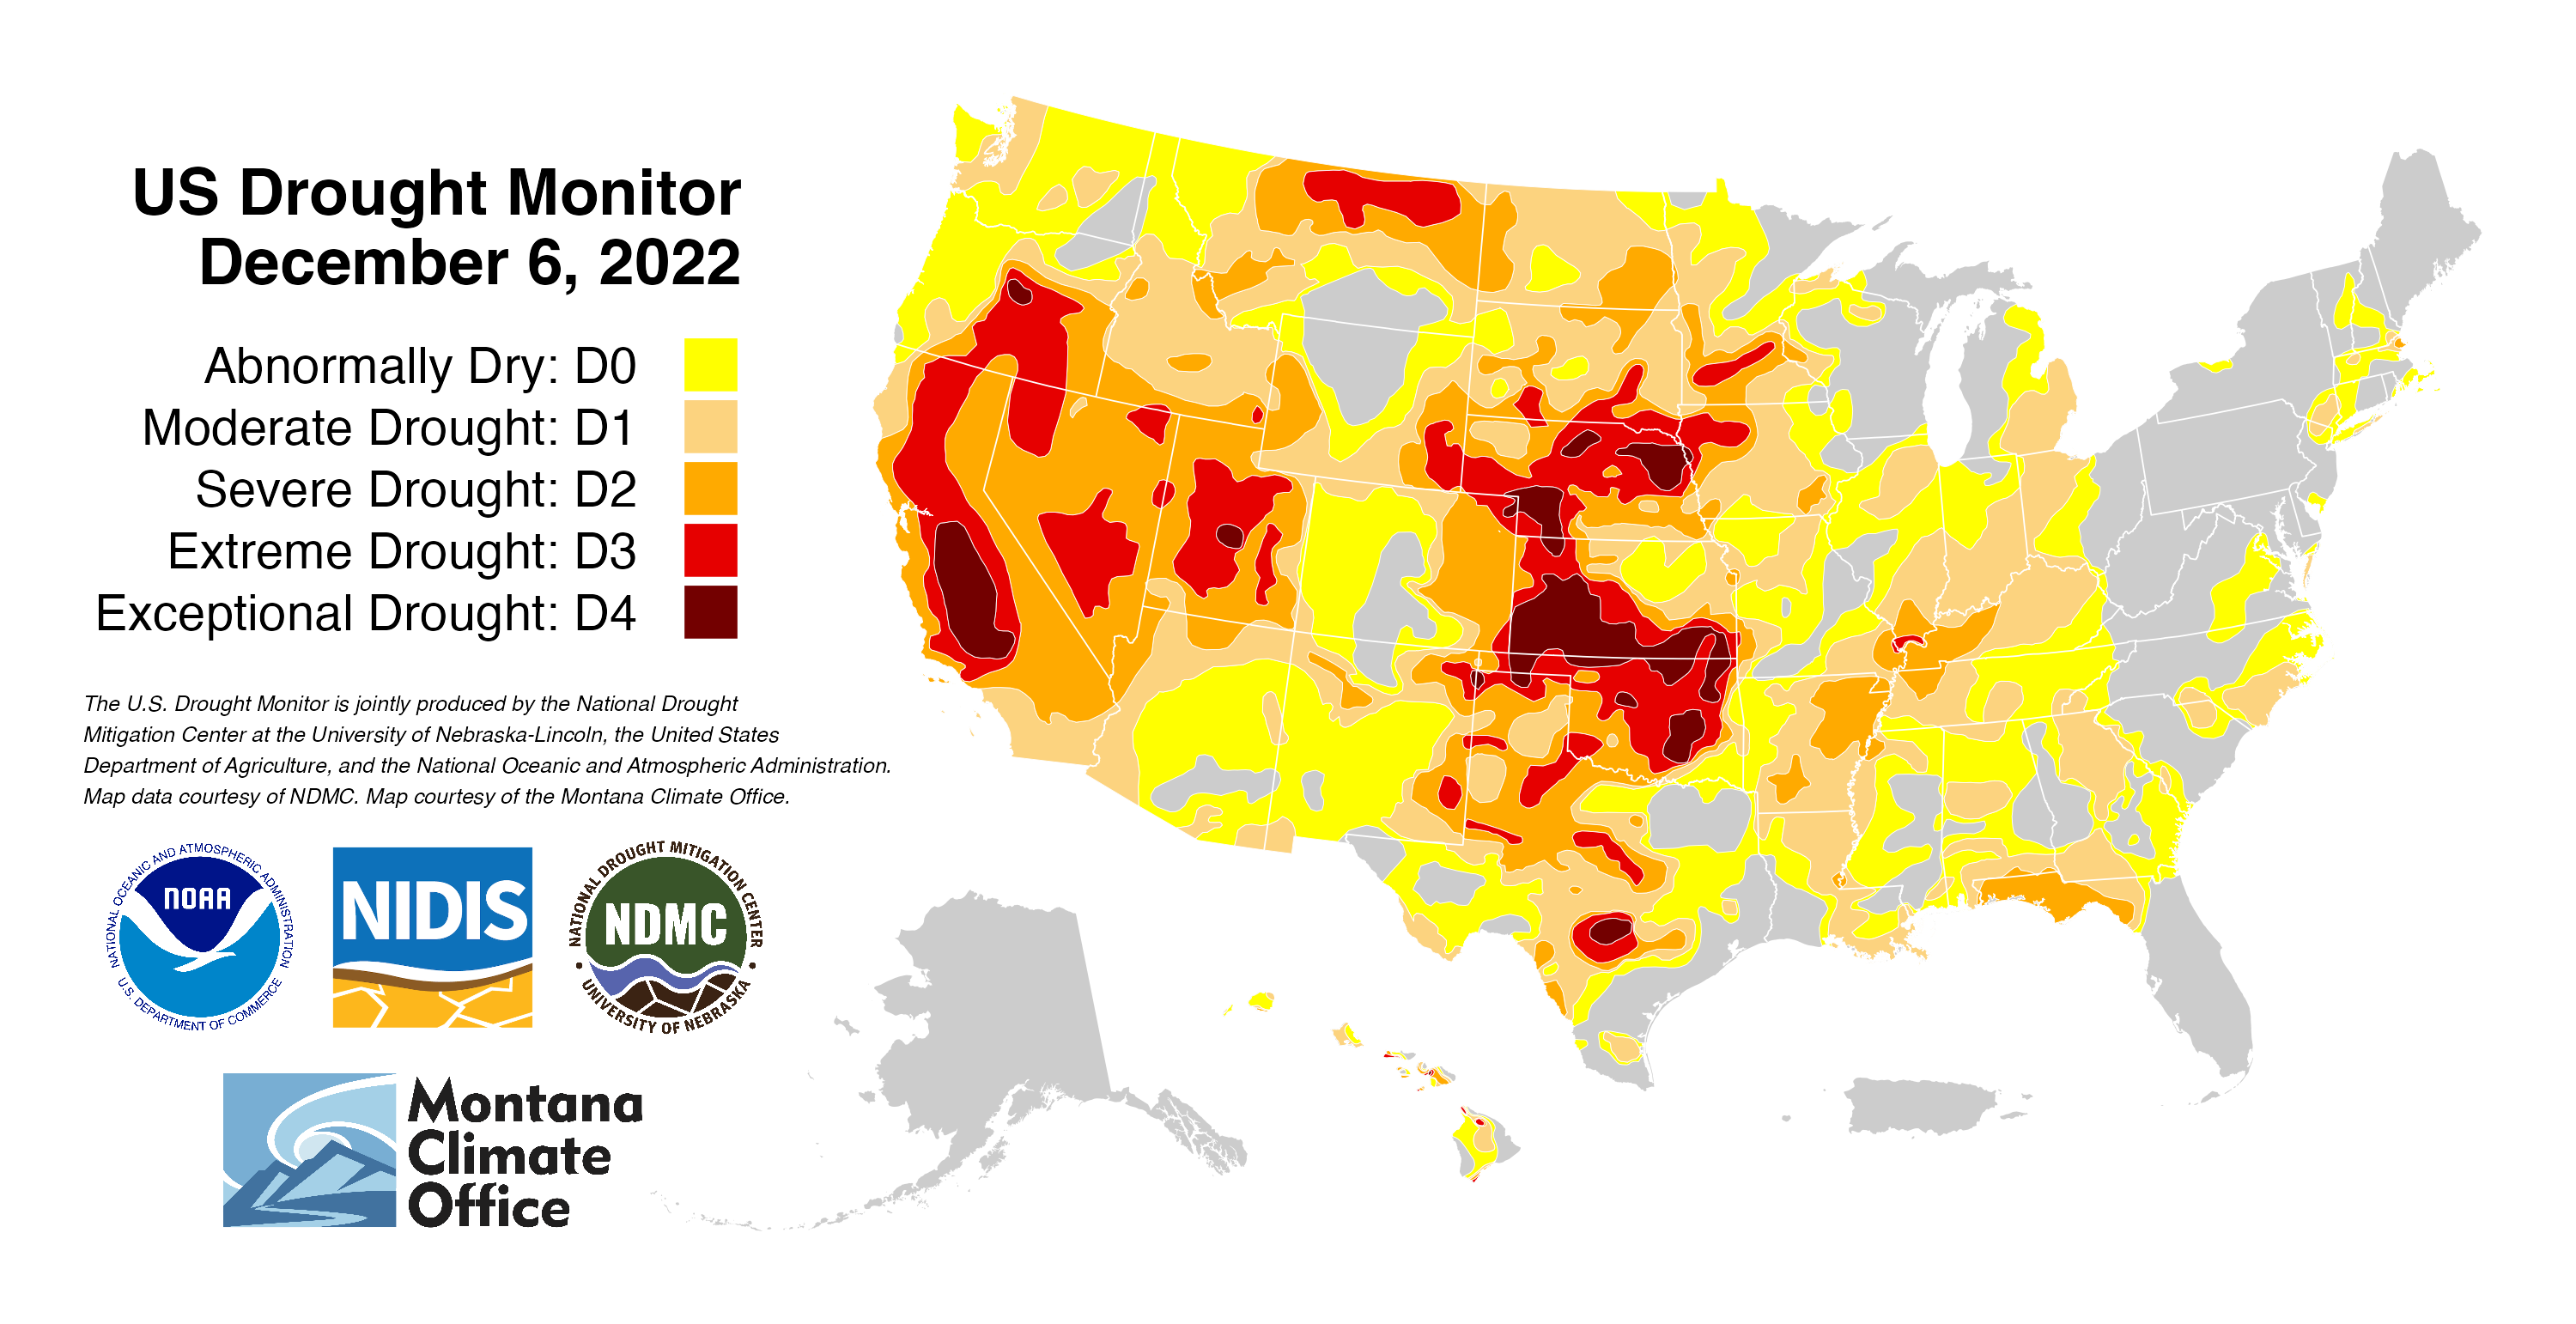 US Drought Monitor
December 6, 2022
Abnormally Dry: D0
Moderate Drought: D1
Severe Drought: D2
Extreme Drought: D3
Exceptional Drought: D4
The U.S. Drought Monitor is jointly produced by the National Drought
Mitigation Center at the University of Nebraska-Lincoln, the United States
Department of Agriculture, and the National Oceanic and Atmospheric Administration.
Map data courtesy of NDMC. Map courtesy of the Montana Climate Office.
NATIONAL OCEANIC AND ATMOSPHERIC ADMINISTRATION
NOAA
U.S. DEPARTMENT OF COMMERCE
NIDIS
NATIONAL DROUGHT MITIGATION CENTER
NDMC
UNIVERSITY OF NEBRASKA
Montana
Climate
Office